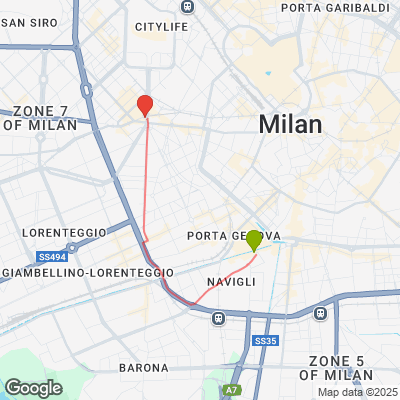 PORTA GARIBALDI
SAN SIRO
CITYLIFE
ZONE 7
OF MILAN
Milan
LORENTEGGIO
PORTA GENOVA
SS494
GIAMBELLINO-LORENTEGGIO
NAVIGLI
SS35
BARONA
ZONE 5
OF MILAN
A7
Google
Map data ©2025